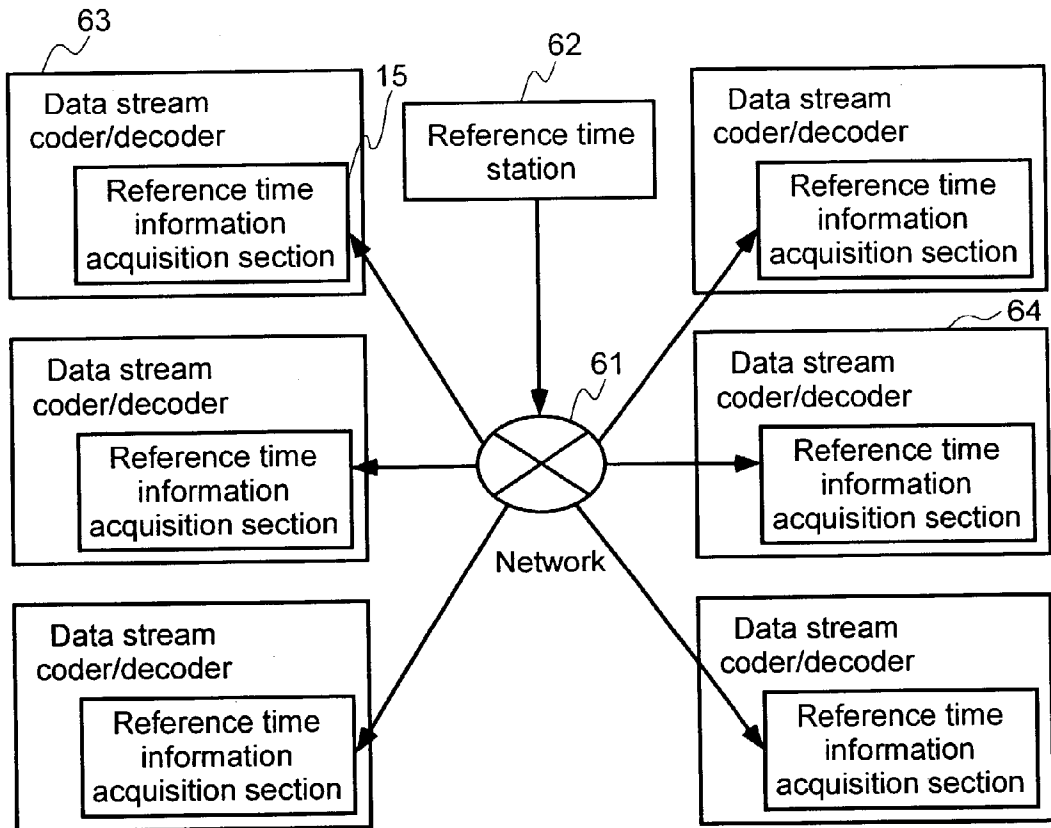 63
Data stream
coder/decoder
15
Reference time
information
acquisition section
62
Reference time
station
Data stream
coder/decoder
Reference time
information
acquisition section
Data stream
coder/decoder
Reference time
information
acquisition section
61
Network
64
Data stream
coder/decoder
Reference time
information
acquisition section
Data stream
coder/decoder
Reference time
information
acquisition section
Data stream
coder/decoder
Reference time
information
acquisition section